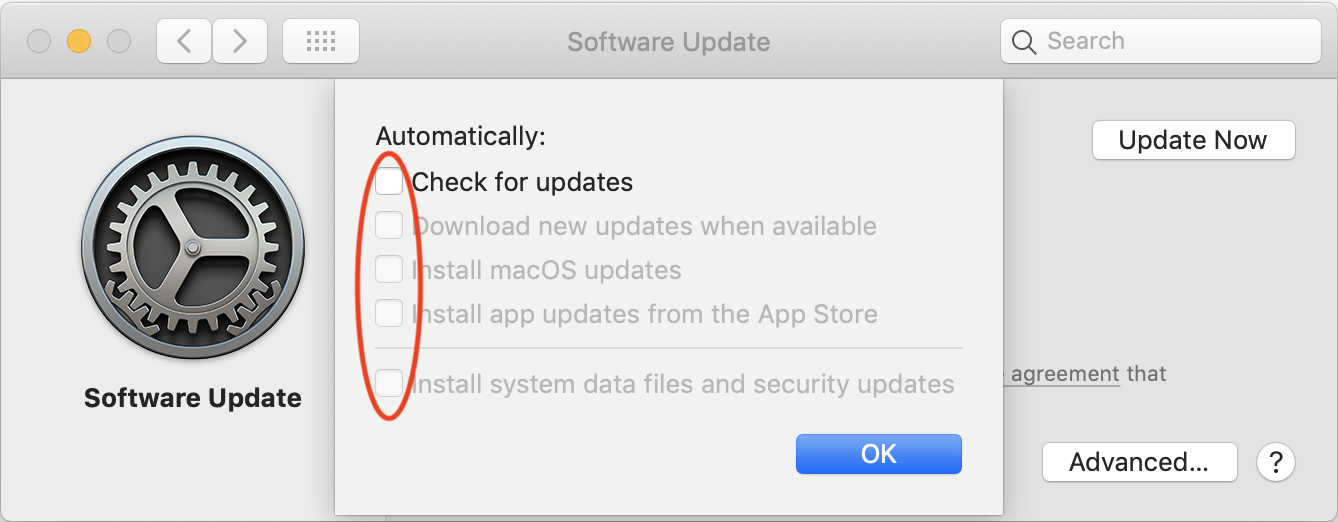 Software Update
Search
Automatically:
Update Now
Check for updates
Download new updates when available
Install macOS updates
Install app updates from the App Store
Install system data files and security updates
agreement that
Software Update
OK
Advanced...
?